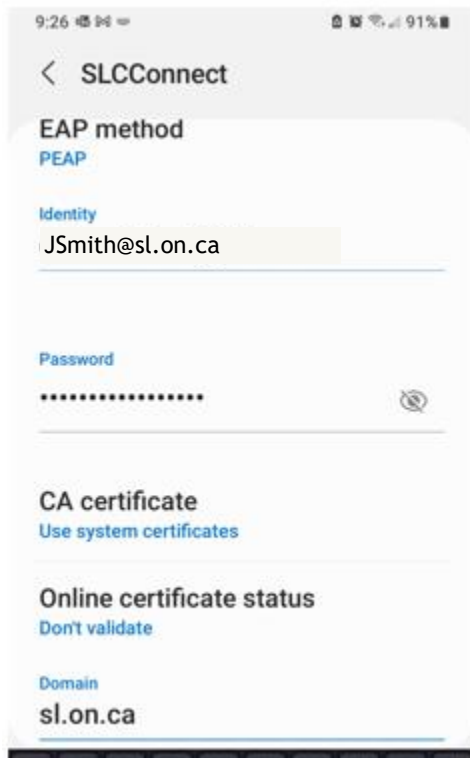 9:26 91%
< SLCConnect
EAP method
PEAP
Identity
JSmith@sl.on.ca
Password
•••••••••••••••••
CA certificate
Use system certificates
Online certificate status
Don't validate
Domain
sl.on.ca